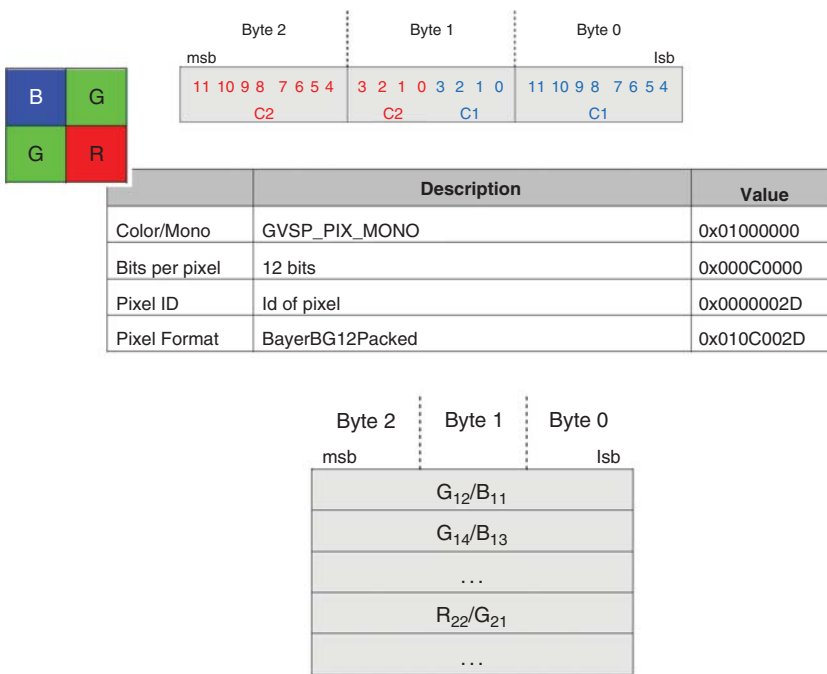 Byte 2 Byte 1 Byte 0
msb lsb
11 10 9 8 7 6 5 4 3 2 1 0 3 2 1 0 11 10 9 8 7 6 5 4
C2 C2 C1 C1
B G
G R
Description Value
Color/Mono GVSP_PIX_MONO 0x01000000
Bits per pixel 12 bits 0x000C0000
Pixel ID Id of pixel 0x0000002D
Pixel Format BayerBG12Packed 0x010C002D
Byte 2 Byte 1 Byte 0
msb lsb
G12/B11
G14/B13
...
R22/G21
...